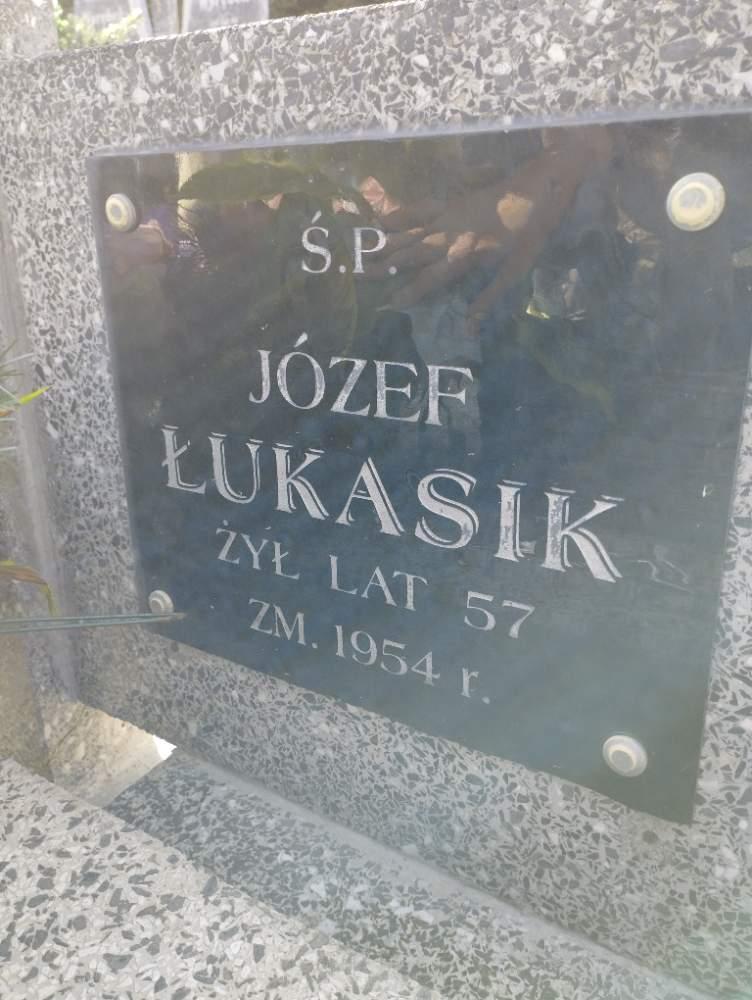 Ś.P.
JÓZEF
ŁUKASIK
ŻYŁ LAT 57
ZM. 1954 r.